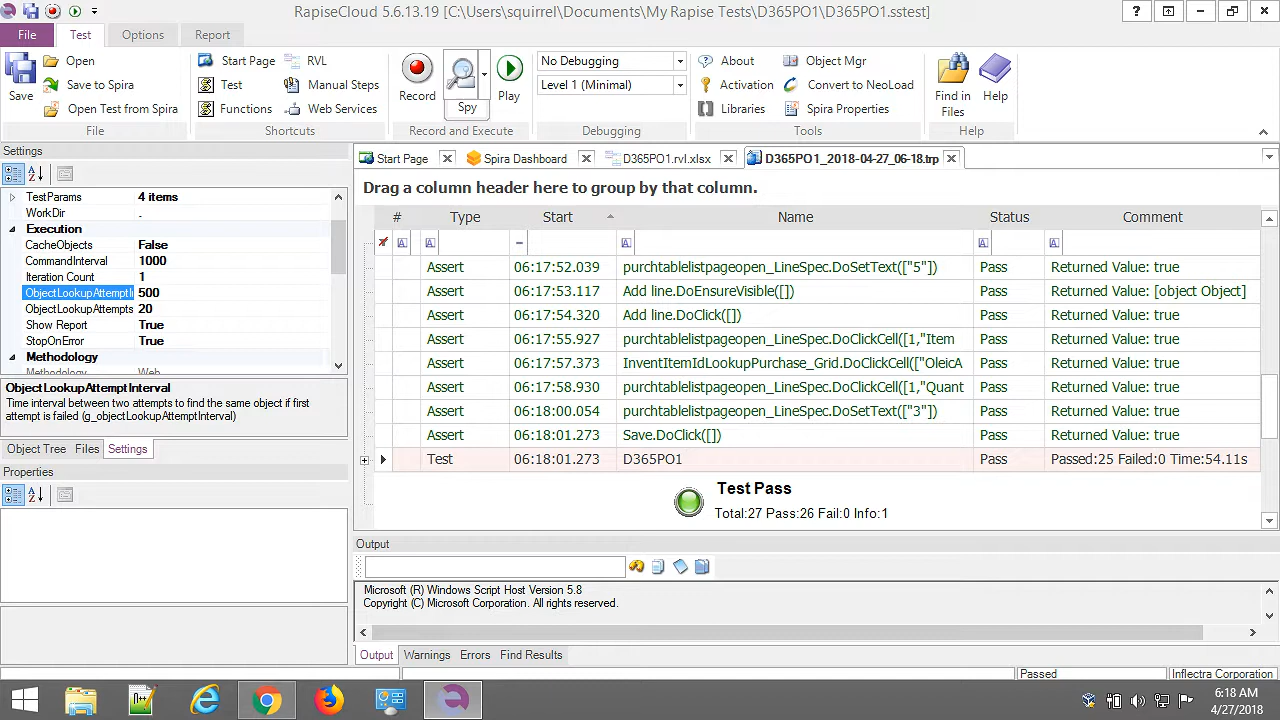 RapiseCloud 5.6.13.19 [C:\Users\squirrel\Documents\My Rapise Tests\D365PO1\D365PO1.sstest]
File
Test
Options
Report
Save
Open
Save to Spira
Open Test from Spira
File
Start Page
RVL
Test
Manual Steps
Functions
Web Services
Shortcuts
Record
Spy
Play
Record and Execute
No Debugging
Level 1 (Minimal)
Debugging
About
Object Mgr
Activation
Convert to NeoLoad
Libraries
Spira Properties
Tools
Find in Files
Help
Help
Settings
TestParams 4 items
WorkDir .
Execution
CacheObjects False
CommandInterval 1000
Iteration Count 1
ObjectLookupAttemptI 500
ObjectLookupAttempts 20
Show Report True
StopOnError True
Methodology
Methodology Web
ObjectLookupAttemptInterval
Time interval between two attempts to find the same object if first
attempt is failed (g_objectLookupAttemptInterval)
Object Tree Files Settings
Properties
Start Page
Spira Dashboard
D365PO1.rvl.xlsx
D365PO1_2018-04-27_06-18.trp
Drag a column header here to group by that column.
# Type Start Name Status Comment
Assert 06:17:52.039 purchtablelistpageopen_LineSpec.DoSetText(["5"]) Pass Returned Value: true
Assert 06:17:53.117 Add line.DoEnsureVisible([]) Pass Returned Value: [object Object]
Assert 06:17:54.320 Add line.DoClick([]) Pass Returned Value: true
Assert 06:17:55.927 purchtablelistpageopen_LineSpec.DoClickCell([1,"Item Pass Returned Value: true
Assert 06:17:57.373 InventItemIdLookupPurchase_Grid.DoClickCell(["OleicA Pass Returned Value: true
Assert 06:17:58.930 purchtablelistpageopen_LineSpec.DoClickCell([1,"Quant Pass Returned Value: true
Assert 06:18:00.054 purchtablelistpageopen_LineSpec.DoSetText(["3"]) Pass Returned Value: true
Assert 06:18:01.273 Save.DoClick([]) Pass Returned Value: true
Test 06:18:01.273 D365PO1 Pass Passed:25 Failed:0 Time:54.11s
Test Pass
Total:27 Pass:26 Fail:0 Info:1
Output
Microsoft (R) Windows Script Host Version 5.8
Copyright (C) Microsoft Corporation. All rights reserved.
Output Warnings Errors Find Results
Passed
Inflectra Corporation
6:18 AM
4/27/2018